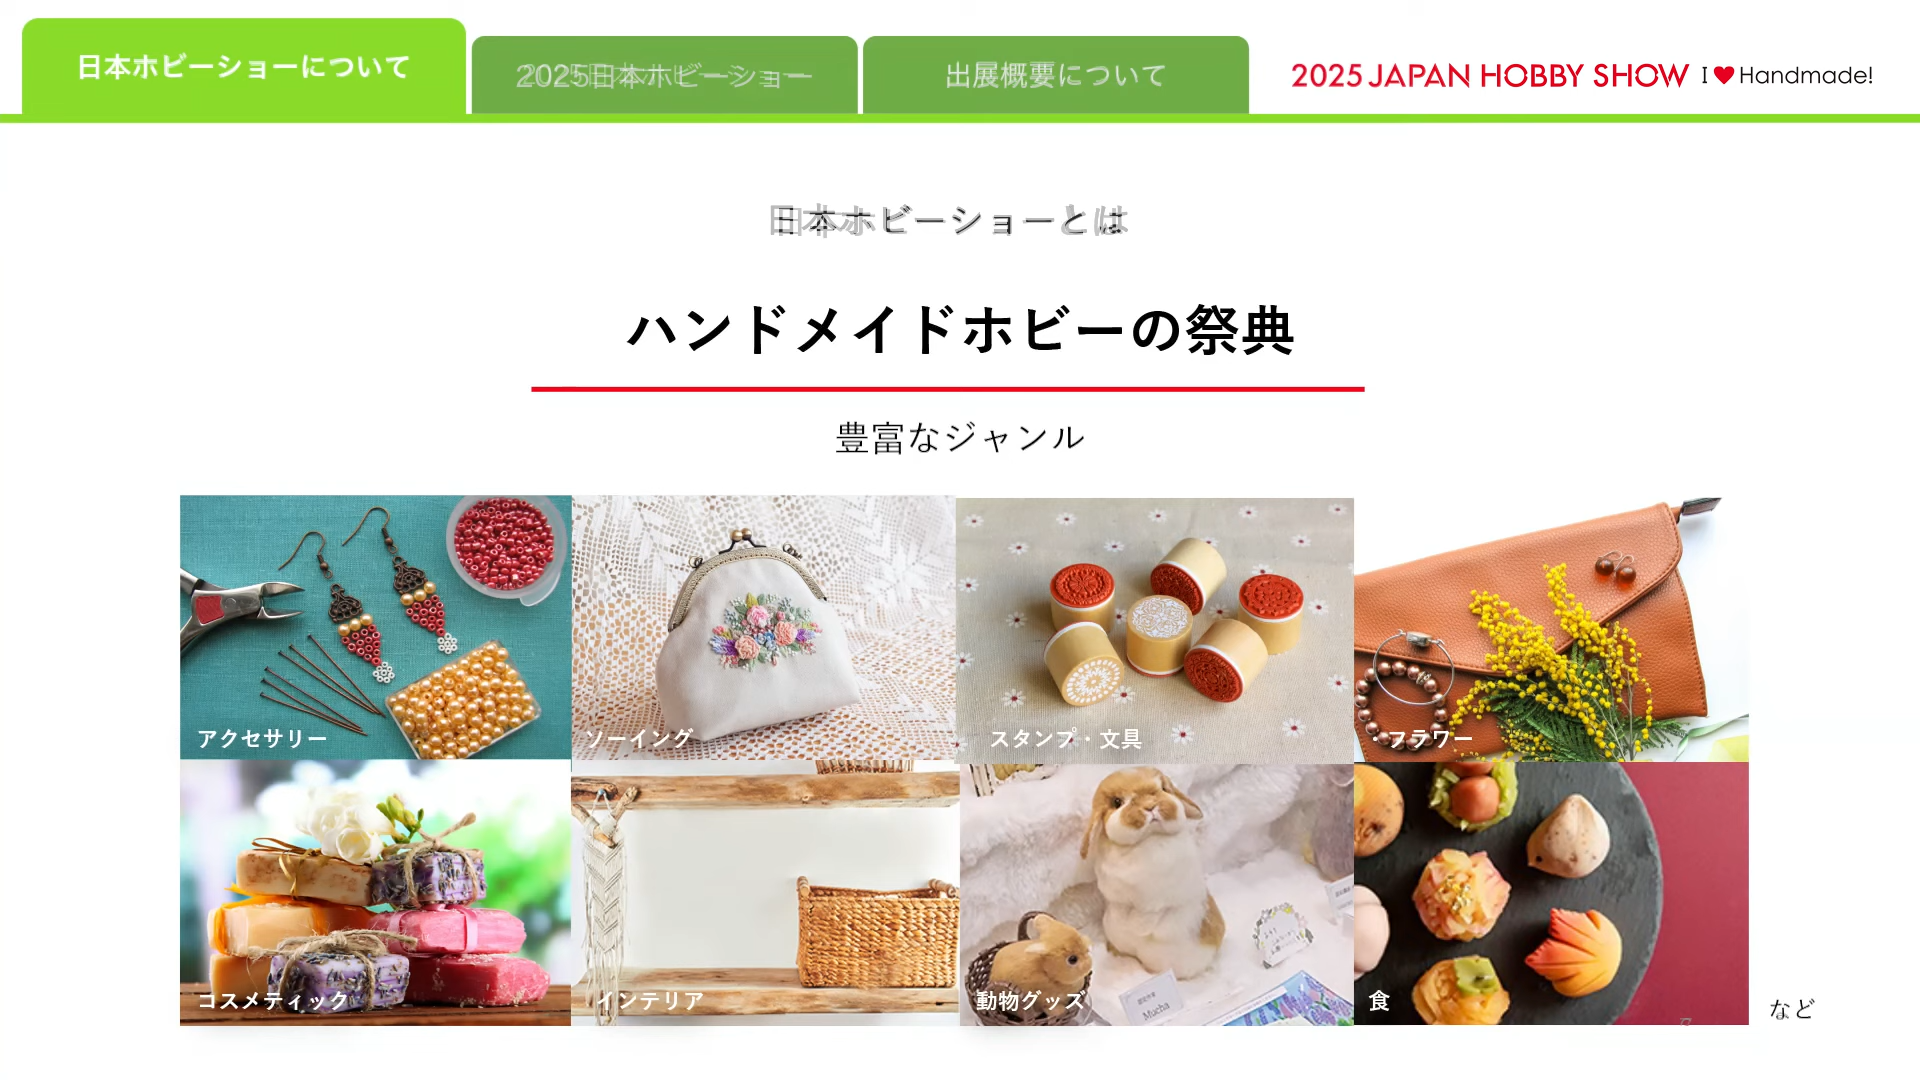 日本ホビーショーについて
2025日本ホビーショー
出展概要について
2025 JAPAN HOBBY SHOW I ♥ Handmade!
日本ホビーショーとは
ハンドメイドホビーの祭典
豊富なジャンル
アクセサリー
ソーイング
スタンプ・文具
・フラワー
コスメティック
インテリア
動物グッズ
Mucha
食
など